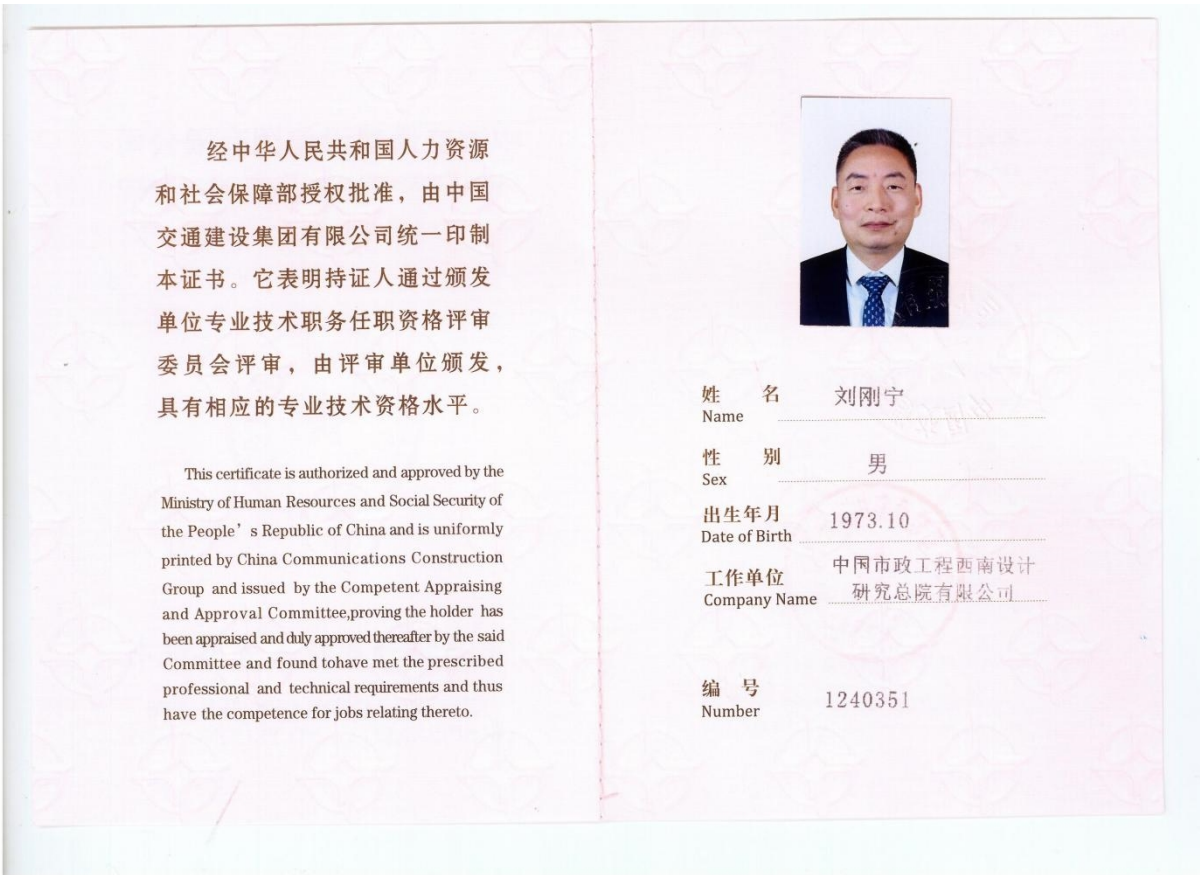 经中华人民共和国人力资源
和社会保障部授权批准，由中国
交通建设集团有限公司统一印制
本证书。它表明持证人通过颁发
单位专业技术职务任职资格评审
委员会评审，由评审单位颁发，
具有相应的专业技术资格水平。
This certificate is authorized and approved by the
Ministry of Human Resources and Social Security of
the People’s Republic of China and is uniformly
printed by China Communications Construction
Group and issued by the Competent Appraising
and Approval Committee,proving the holder has
been appraised and duly approved thereafter by the said
Committee and found tohave met the prescribed
professional and technical requirements and thus
have the competence for jobs relating thereto.
姓 名 刘刚宁
Name
性 别 男
Sex
出生年月 1973.10
Date of Birth
工作单位 中国市政工程西南设计
Company Name 研究总院有限公司
编 号 1240351
Number